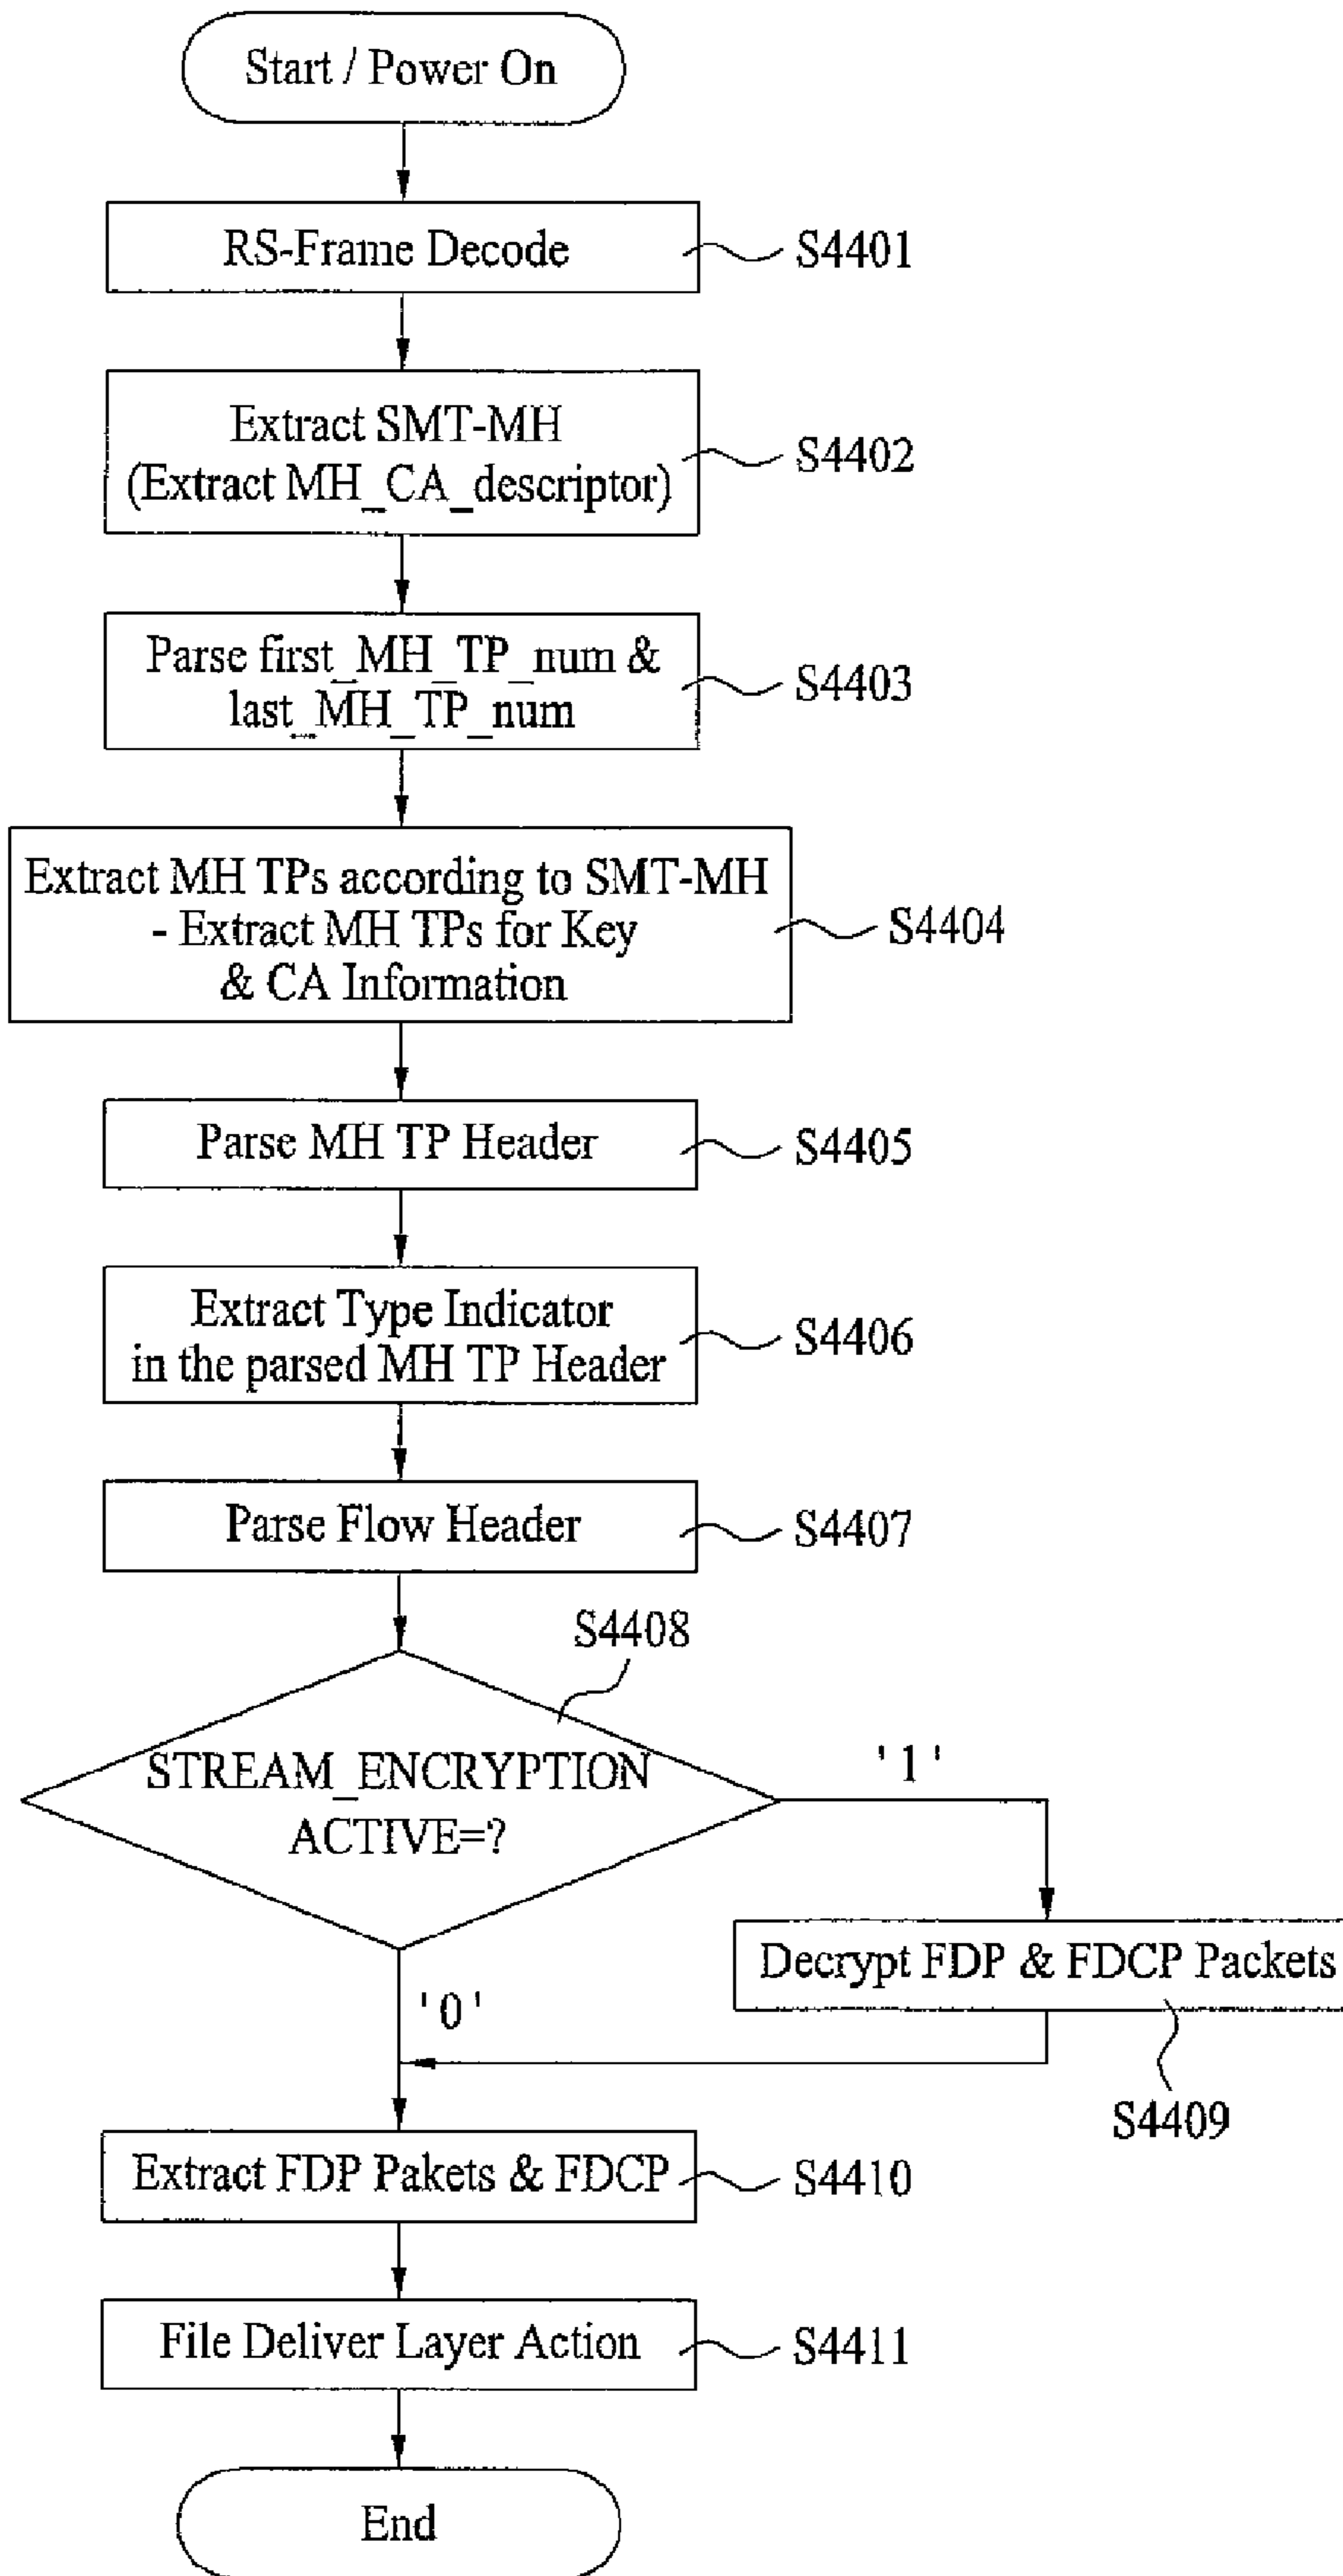 Start / Power On
RS-Frame Decode
S4401
Extract SMT-MH
(Extract MH_CA_descriptor)
S4402
Parse first_MH_TP_num &
last_MH_TP_num
S4403
Extract MH TPs according to SMT-MH
- Extract MH TPs for Key
& CA Information
S4404
Parse MH TP Header
S4405
Extract Type Indicator
in the parsed MH TP Header
S4406
Parse Flow Header
S4407
S4408
STREAM_ENCRYPTION
ACTIVE=?
'1'
Decrypt FDP & FDCP Packets
'0'
S4409
Extract FDP Pakets & FDCP
S4410
File Deliver Layer Action
S4411
End